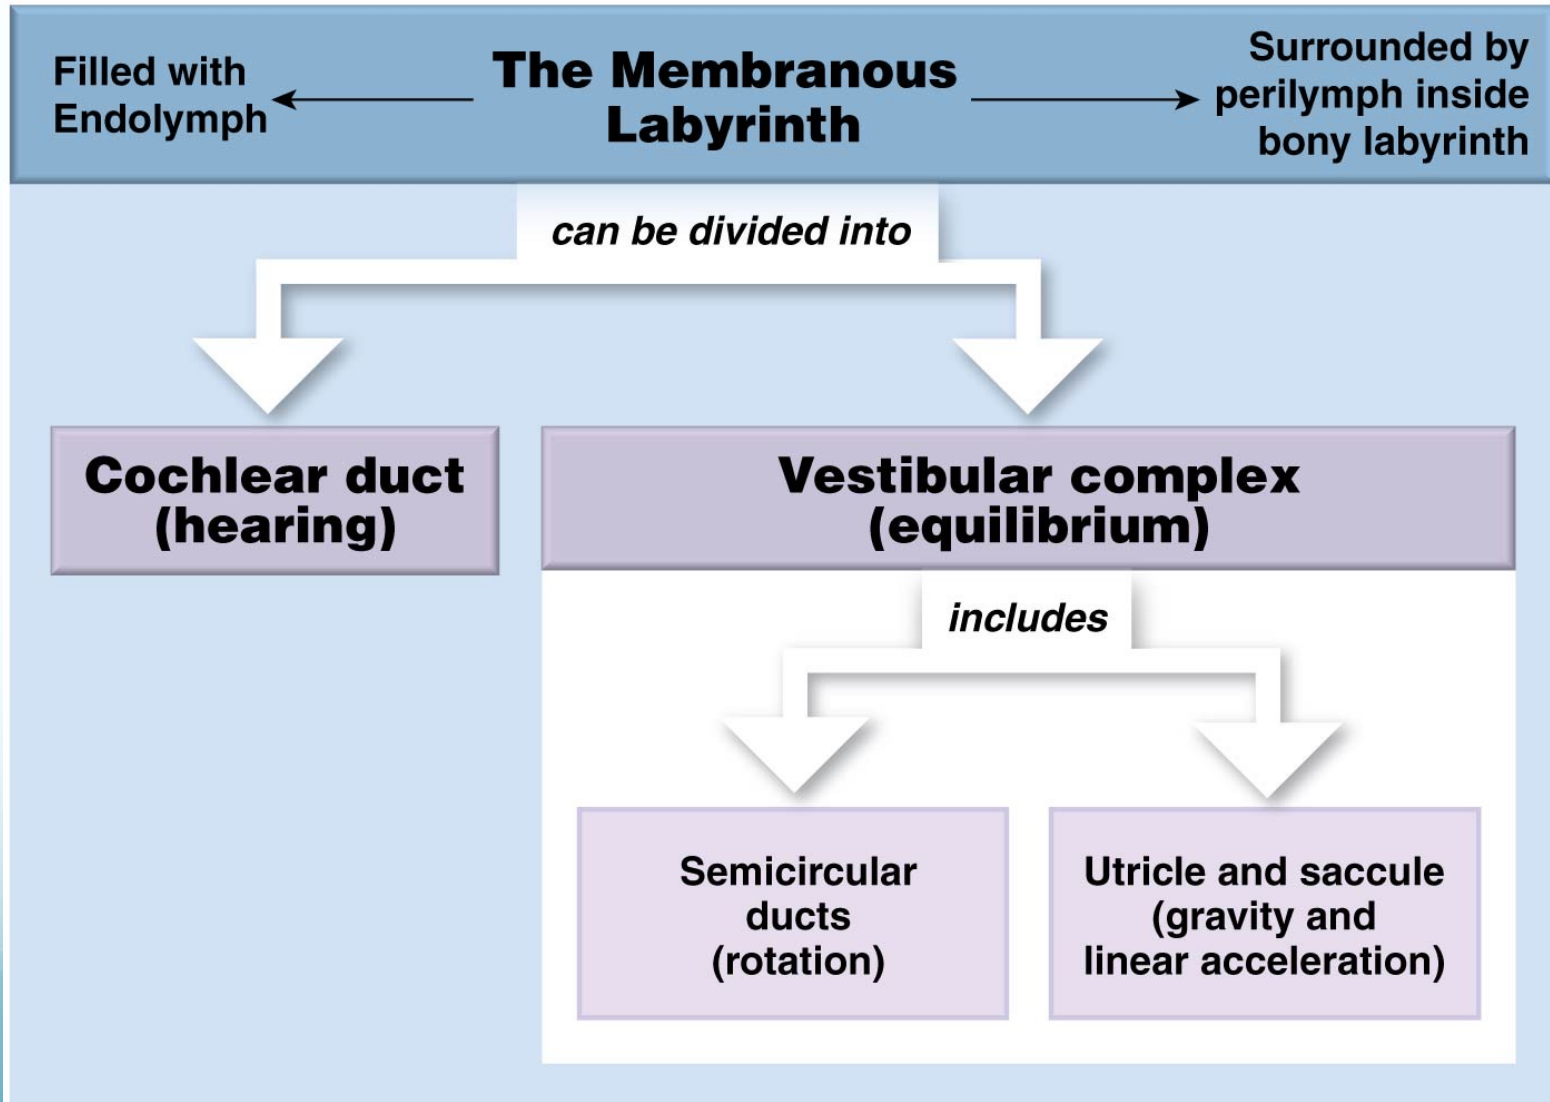 Filled with
Endolymph
The Membranous
Labyrinth
Surrounded by
perilymph inside
bony labyrinth
can be divided into
Cochlear duct
(hearing)
Vestibular complex
(equilibrium)
includes
Semicircular
ducts
(rotation)
Utricle and saccule
(gravity and
linear acceleration)